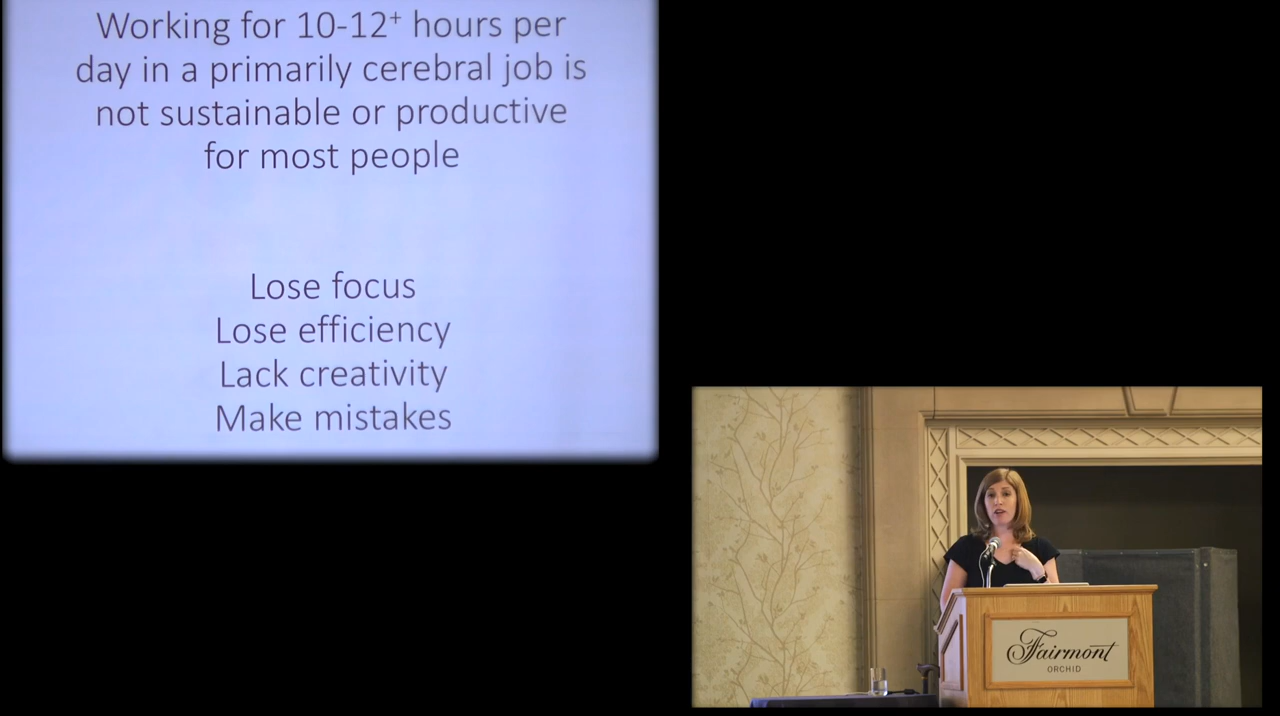 Working for 10-12⁺ hours per
day in a primarily cerebral job is
not sustainable or productive
for most people
Lose focus
Lose efficiency
Lack creativity
Make mistakes
Fairmont
ORCHID